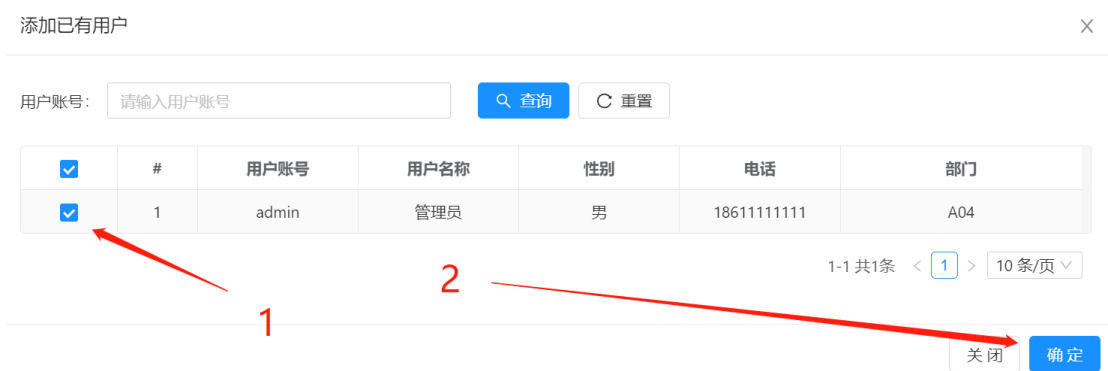 添加已有用户
用户账号: 请输入用户账号 查询 重置
# 用户账号 用户名称 性别 电话 部门
1 admin 管理员 男 18611111111 A04
1-1 共1条 < 1 > 10 条/页
2
1
关 闭 确 定